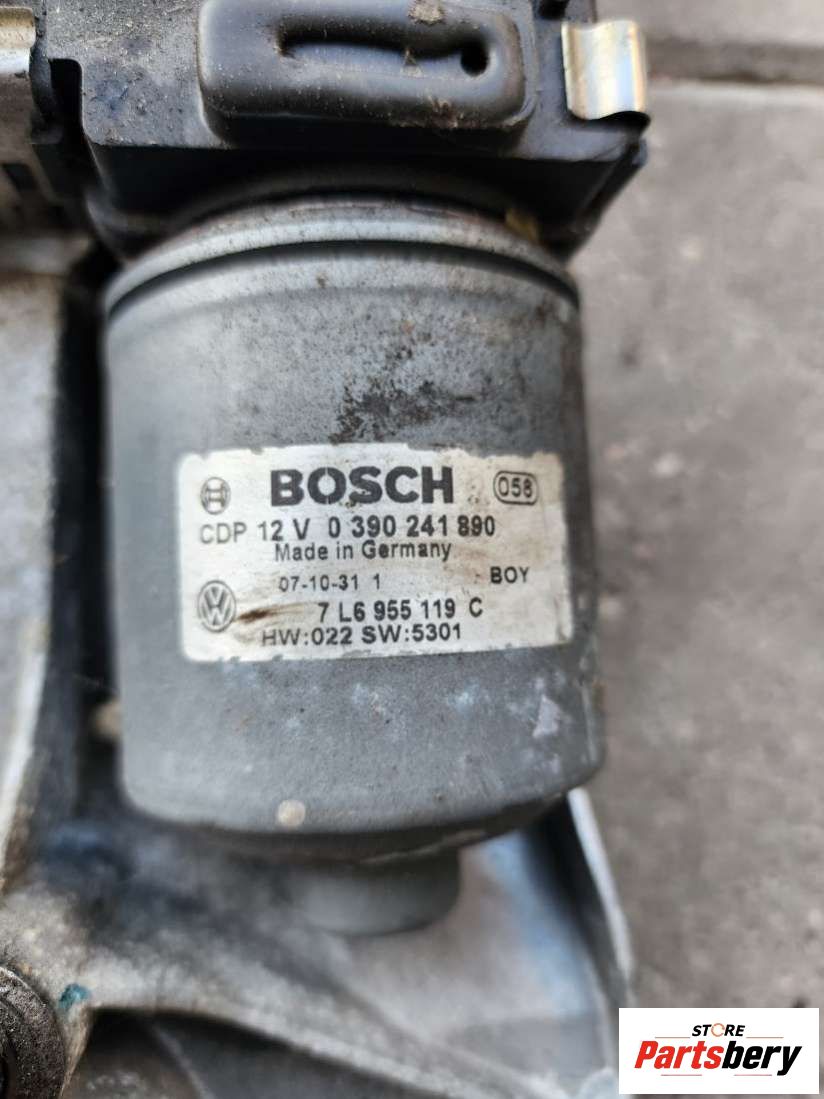 BOSCH 058
CDP 12 V 0 390 241 890
Made in Germany
07-10-31 1 BOY
7 L6 955 119 C
HW:022 SW:5301
STORE
Partsbery